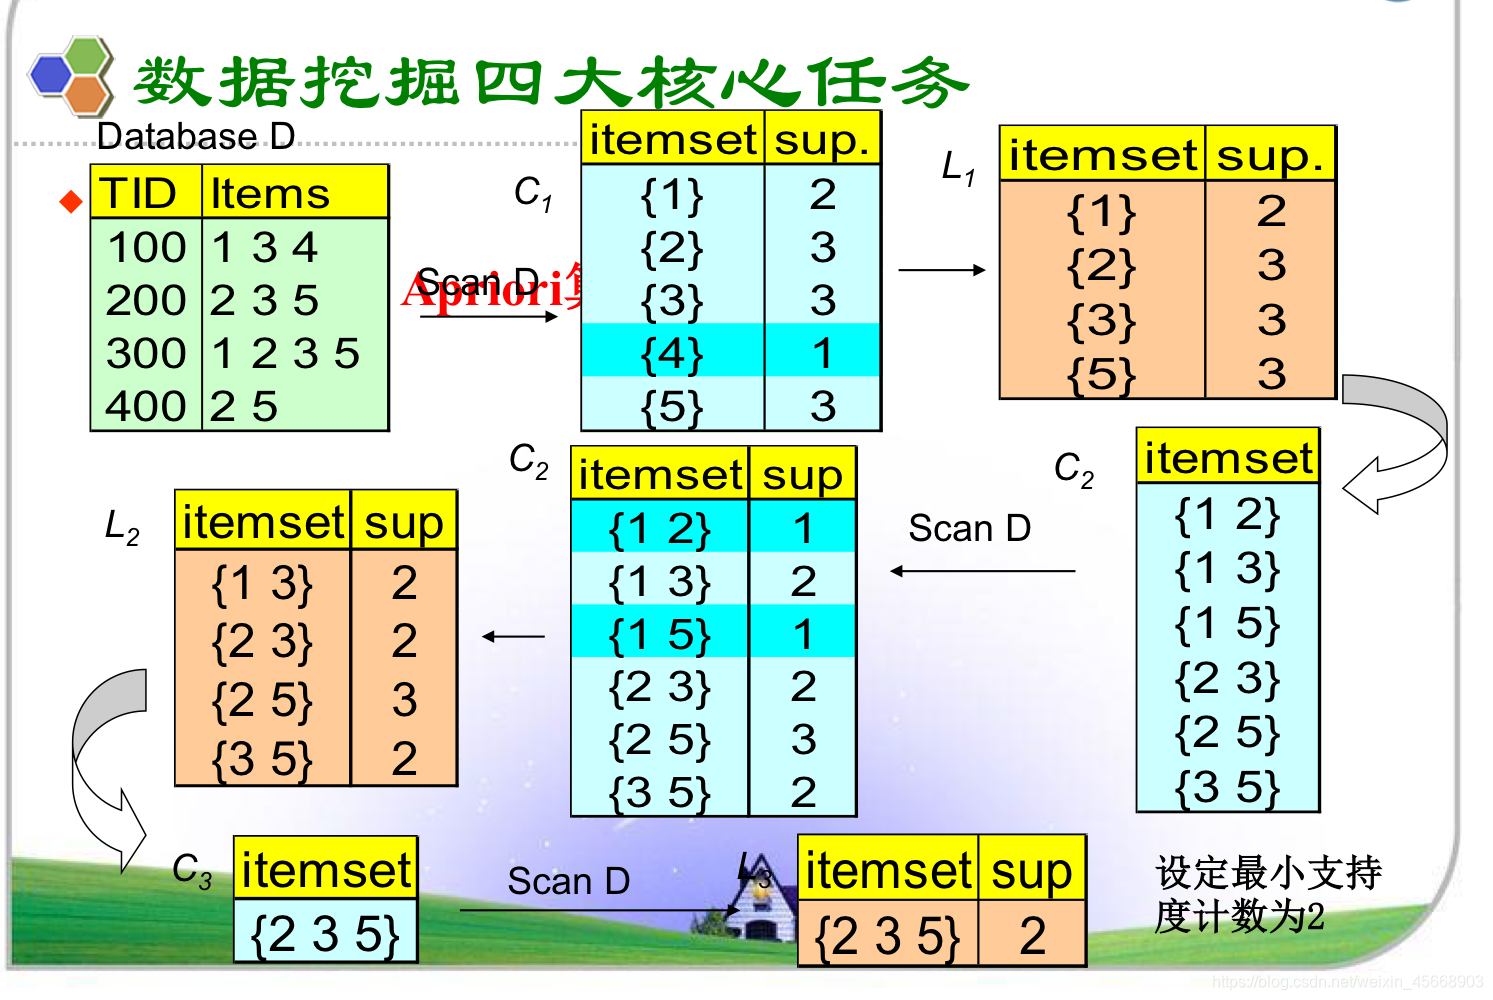 数据挖掘四大核心任务
Database D
TID Items
100 1 3 4
200 2 3 5
300 1 2 3 5
400 2 5
Apriori算
Scan D
C1
itemset sup.
{1} 2
{2} 3
{3} 3
{4} 1
{5} 3
L1
itemset sup.
{1} 2
{2} 3
{3} 3
{5} 3
C2
itemset
{1 2}
{1 3}
{1 5}
{2 3}
{2 5}
{3 5}
Scan D
C2
itemset sup
{1 2} 1
{1 3} 2
{1 5} 1
{2 3} 2
{2 5} 3
{3 5} 2
L2
itemset sup
{1 3} 2
{2 3} 2
{2 5} 3
{3 5} 2
C3
itemset
{2 3 5}
Scan D
L3
itemset sup
{2 3 5} 2
设定最小支持
度计数为2
https://blog.csdn.net/weixin_45668903